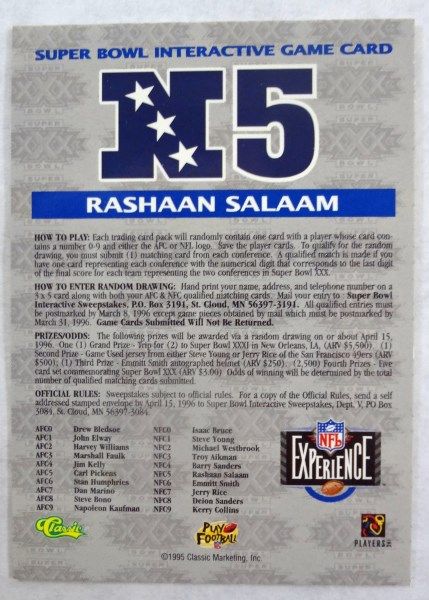 SUPER BOWL INTERACTIVE GAME CARD
N5
RASHAAN SALAAM
HOW TO PLAY: Each trading card pack will randomly contain one card with a player whose card con-
tains a number 0-9 and either the AFC or NFL logo. Save the player cards. To qualify for the random
drawing, you must submit (1) matching card from each conference. A qualified match is made if you
have one card representing each conference with the numerical digit that corresponds to the last digit
of the final score for each team representing the two conferences in Super Bowl XXX.
HOW TO ENTER RANDOM DRAWING: Hand print your name, address, and telephone number on a
3 x 5 card along with both your AFC & NFC qualified matching cards. Mail your entry to: Super Bowl
Interactive Sweepstakes, P.O. Box 3191, St. Cloud, MN 56397-3191. All qualified entries must
be postmarked by March 8, 1996 except game pieces obtained by mail which must be postmarked by
March 31, 1996. Game Cards Submitted Will Not Be Returned.
PRIZES/ODDS: The following prizes will be awarded via a random drawing on or about April 15,
1996. One (1) Grand Prize - Trip for (2) to Super Bowl XXXI in New Orleans, LA, (ARV $5,500). (1)
Second Prize - Game Used jersey from either Steve Young or Jerry Rice of the San Francisco 49ers (ARV
$500); (1) Third Prize - Emmitt Smith autographed helmet (ARV $250). (2,500) Fourth Prizes - Five
card set commemorating Super Bowl XXX (ARV $3.00). Odds of winning will be determined by the total
number of qualified matching cards submitted.
OFFICIAL RULES: Sweepstakes subject to official rules. For a copy of the Official Rules, send a self
addressed stamped envelope by April 15, 1996 to Super Bowl Interactive Sweepstakes, Dept. V, PO BOX
3084, St. Cloud, MN 56397-3084.
AFC0 Drew Bledsoe NFC0 Isaac Bruce
AFC1 John Elway NFC1 Steve Young
AFC2 Harvey Williams NFC2 Michael Westbrook
AFC3 Marshall Faulk NFC3 Troy Aikman
AFC4 Jim Kelly NFC4 Barry Sanders
AFC5 Carl Pickens NFC5 Rashaan Salaam
AFC6 Stan Humphries NFC6 Emmitt Smith
AFC7 Dan Marino NFC7 Jerry Rice
AFC8 Steve Bono NFC8 Deion Sanders
AFC9 Napoleon Kaufman NFC9 Kerry Collins
NFL
EXPERIENCE
Classic
PLAY
FOOTBALL
PLAYERS INC
©1995 Classic Marketing, Inc.